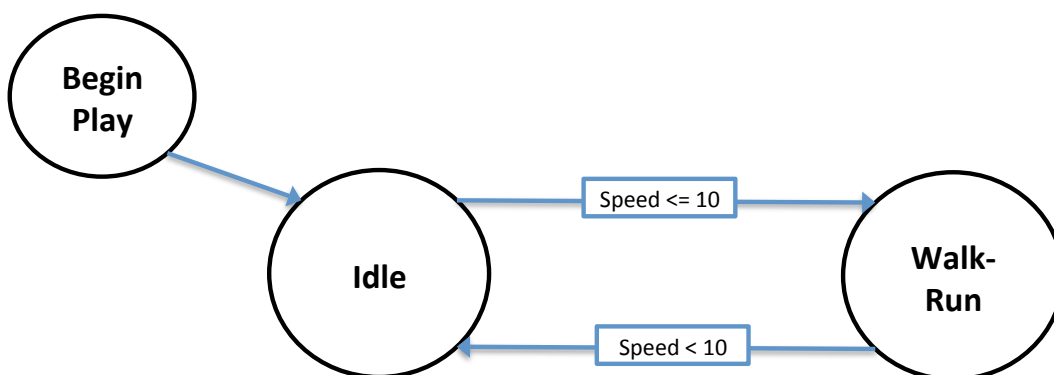 Begin
Play
Speed <= 10
Idle
Walk-
Run
Speed < 10